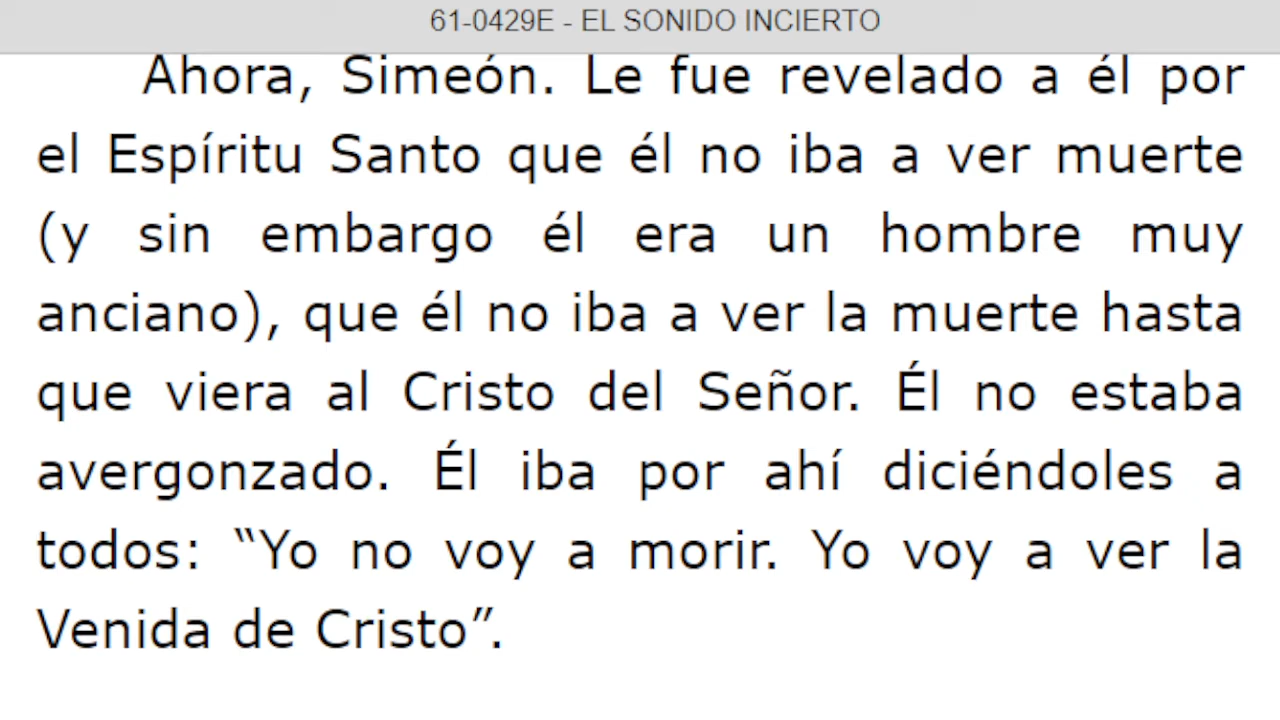 61-0429E - EL SONIDO INCIERTO
Ahora, Simeón. Le fue revelado a él por
el Espíritu Santo que él no iba a ver muerte
(y sin embargo él era un hombre muy
anciano), que él no iba a ver la muerte hasta
que viera al Cristo del Señor. Él no estaba
avergonzado. Él iba por ahí diciéndoles a
todos: “Yo no voy a morir. Yo voy a ver la
Venida de Cristo”.